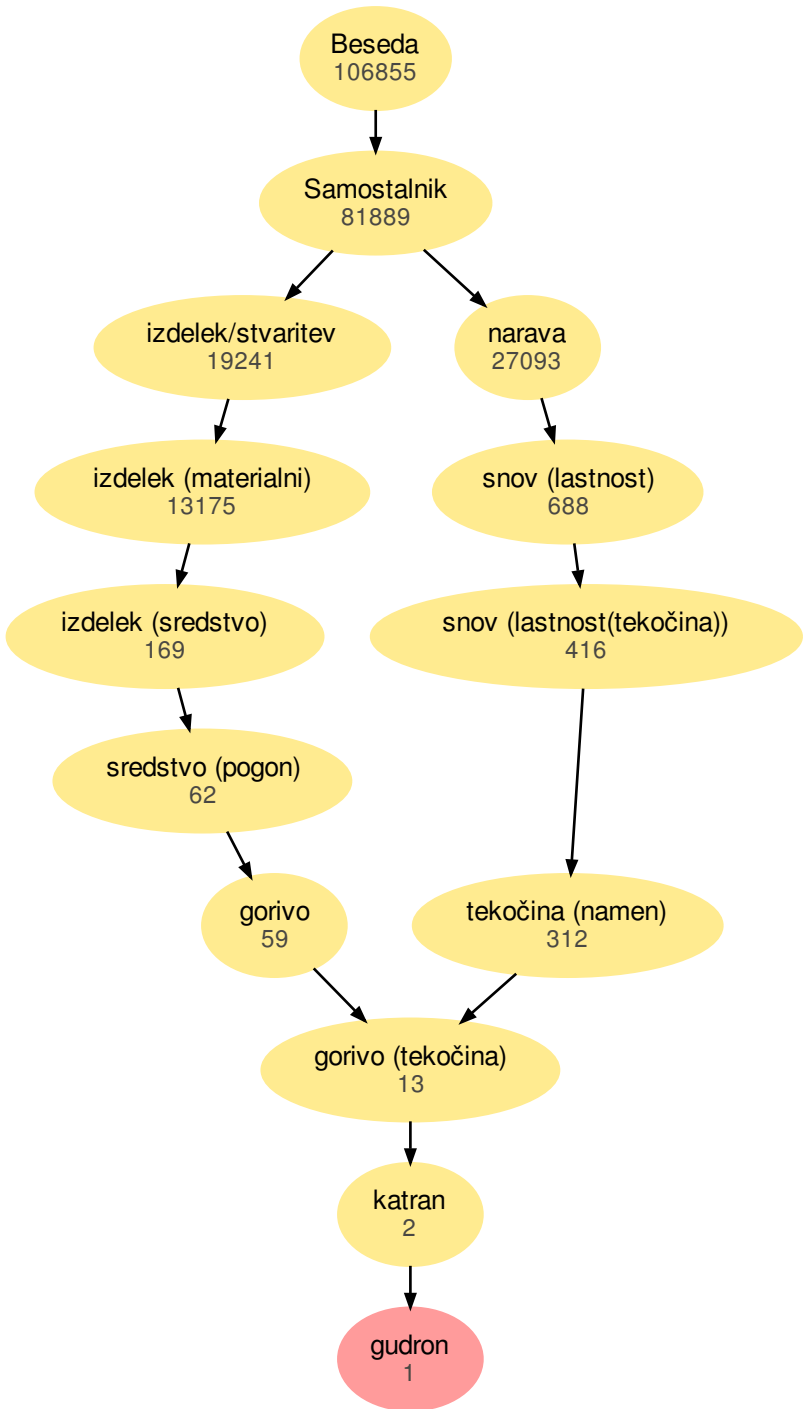 Beseda
106855
Samostalnik
81889
izdelek/stvaritev
19241
narava
27093
izdelek (materialni)
13175
snov (lastnost)
688
izdelek (sredstvo)
169
snov (lastnost(tekočina))
416
sredstvo (pogon)
62
gorivo
59
tekočina (namen)
312
gorivo (tekočina)
13
katran
2
gudron
1